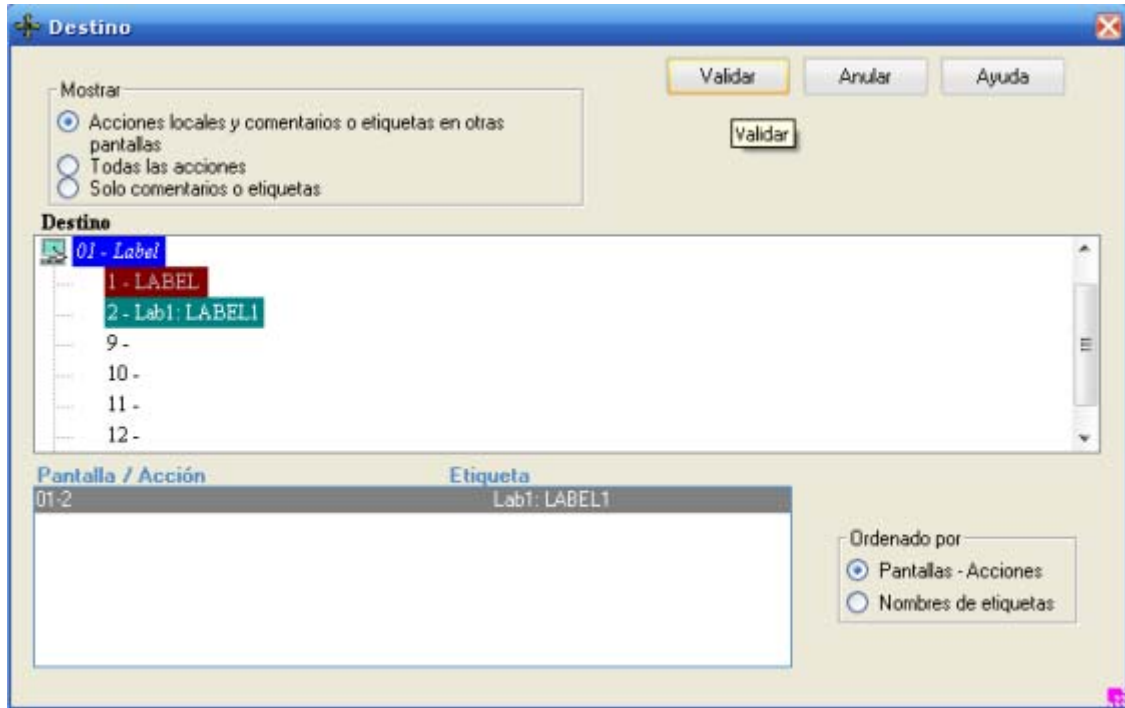 Destino
Validar
Anular
Ayuda
Mostrar
Acciones locales y comentarios o etiquetas en otras
pantallas
Todas las acciones
Solo comentarios o etiquetas
Validar
Destino
01 - Label
1 - LABEL
2 - Lab1: LABEL1
9 -
10 -
11 -
12 -
Pantalla / Acción Etiqueta
01-2 Lab1: LABEL1
Ordenado por
Pantallas - Acciones
Nombres de etiquetas